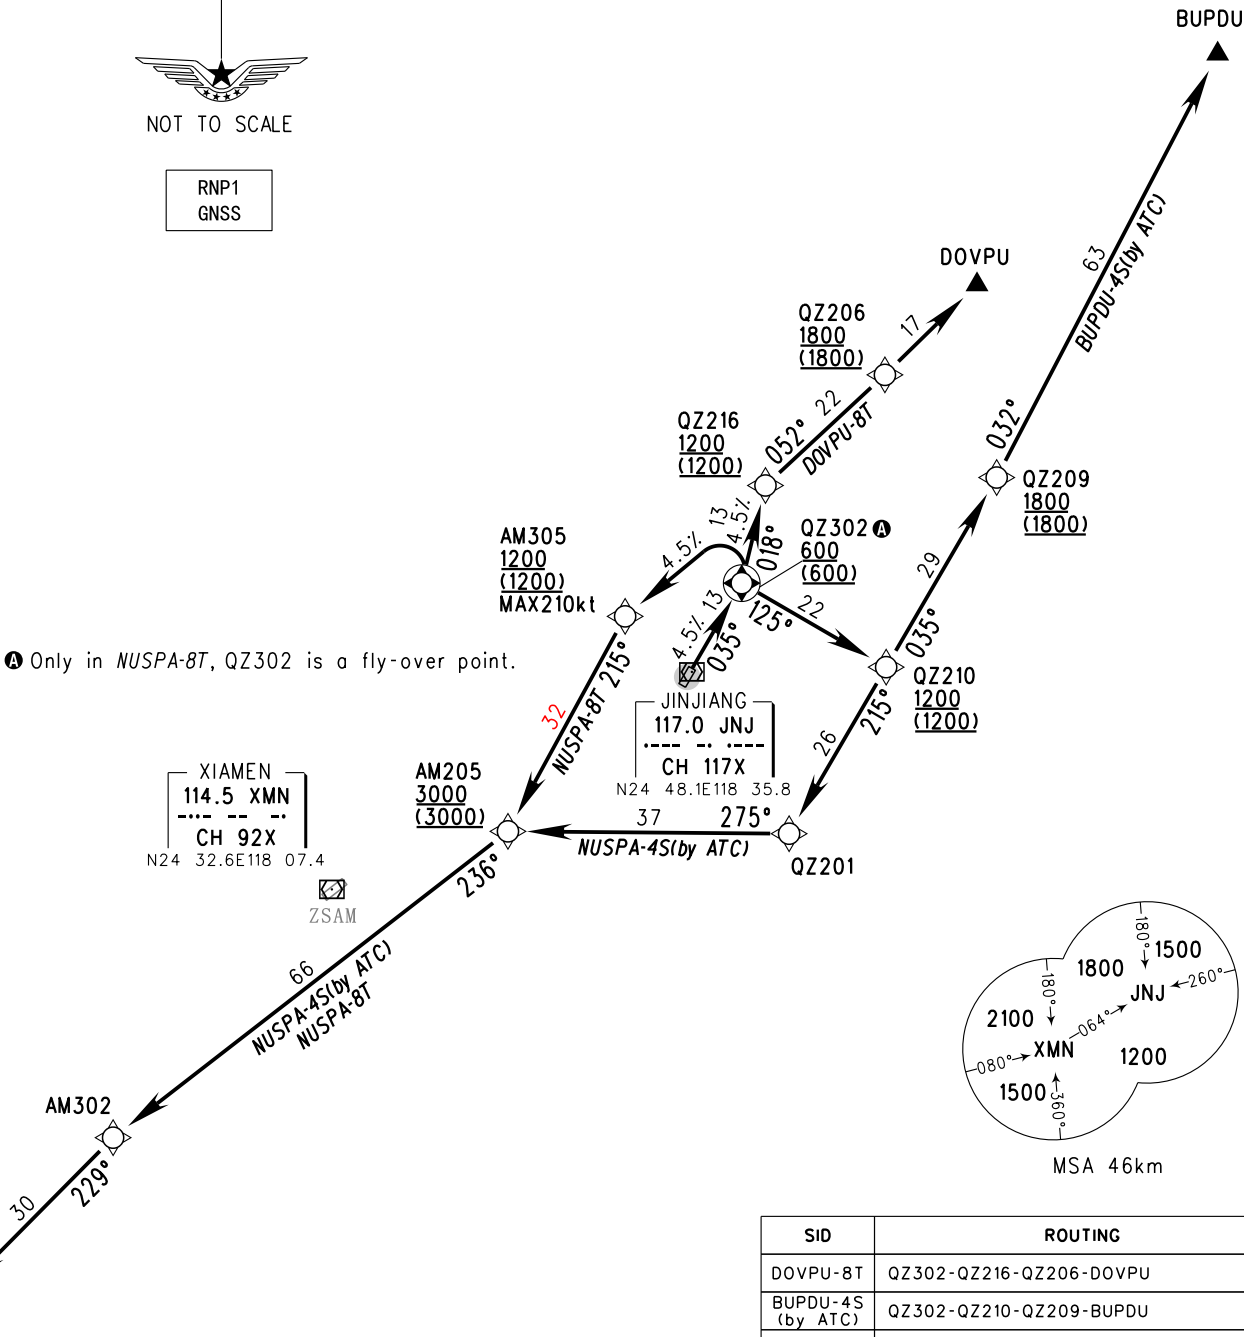 BUPDU
NOT TO SCALE
RNP1
GNSS
63
BUPDU-4S(by ATC)
DOVPU
17
QZ206
1800
(1800)
22
DOVPU-8T
052°
QZ216
1200
(1200)
032°
QZ209
1800
(1800)
13
4.5%
018°
QZ302 A
600
(600)
AM305
1200
(1200)
MAX210kt
4.5%
4.5% 13
035°
125°
22
29
035°
A Only in NUSPA-8T, QZ302 is a fly-over point.
215°
32
NUSPA-8T
QZ210
1200
(1200)
215°
26
JINJIANG
117.0 JNJ
·--- -· ·---
CH 117X
N24 48.1E118 35.8
XIAMEN
114.5 XMN
-··- -- -·
CH 92X
N24 32.6E118 07.4
ZSAM
AM205
3000
(3000)
37
275°
NUSPA-4S(by ATC)
QZ201
236°
66
NUSPA-4S(by ATC)
NUSPA-8T
AM302
229°
30
180°
1500
1800
JNJ
260°
180°
2100
064°
080°
XMN
1200
1500
360°
MSA 46km
SID
ROUTING
DOVPU-8T
QZ302-QZ216-QZ206-DOVPU
BUPDU-4S
(by ATC)
QZ302-QZ210-QZ209-BUPDU